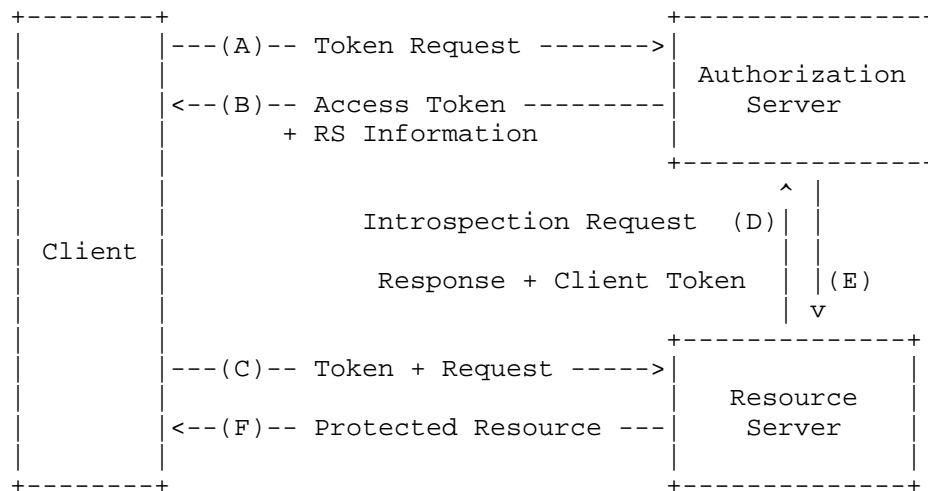 (A) Token Request
Authorization
(B) Access Token Server
+ RS Information
Introspection Request (D)
Client
Response + Client Token (E)
(C) Token + Request
Resource
(F) Protected Resource Server